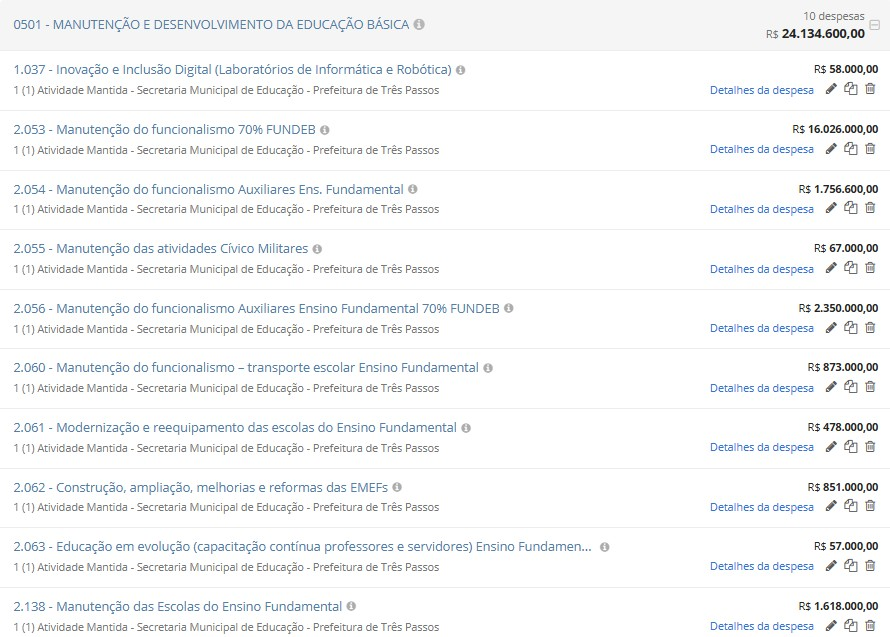 0501 - MANUTENÇÃO E DESENVOLVIMENTO DA EDUCAÇÃO BÁSICA
10 despesas
R$ 24.134.600,00
1.037 - Inovação e Inclusão Digital (Laboratórios de Informática e Robótica)
R$ 58.000,00
1 (1) Atividade Mantida - Secretaria Municipal de Educação - Prefeitura de Três Passos
Detalhes da despesa
2.053 - Manutenção do funcionalismo 70% FUNDEB
R$ 16.026.000,00
1 (1) Atividade Mantida - Secretaria Municipal de Educação - Prefeitura de Três Passos
Detalhes da despesa
2.054 - Manutenção do funcionalismo Auxiliares Ens. Fundamental
R$ 1.756.600,00
1 (1) Atividade Mantida - Secretaria Municipal de Educação - Prefeitura de Três Passos
Detalhes da despesa
2.055 - Manutenção das atividades Cívico Militares
R$ 67.000,00
1 (1) Atividade Mantida - Secretaria Municipal de Educação - Prefeitura de Três Passos
Detalhes da despesa
2.056 - Manutenção do funcionalismo Auxiliares Ensino Fundamental 70% FUNDEB
R$ 2.350.000,00
1 (1) Atividade Mantida - Secretaria Municipal de Educação - Prefeitura de Três Passos
Detalhes da despesa
2.060 - Manutenção do funcionalismo – transporte escolar Ensino Fundamental
R$ 873.000,00
1 (1) Atividade Mantida - Secretaria Municipal de Educação - Prefeitura de Três Passos
Detalhes da despesa
2.061 - Modernização e reequipamento das escolas do Ensino Fundamental
R$ 478.000,00
1 (1) Atividade Mantida - Secretaria Municipal de Educação - Prefeitura de Três Passos
Detalhes da despesa
2.062 - Construção, ampliação, melhorias e reformas das EMEFs
R$ 851.000,00
1 (1) Atividade Mantida - Secretaria Municipal de Educação - Prefeitura de Três Passos
Detalhes da despesa
2.063 - Educação em evolução (capacitação contínua professores e servidores) Ensino Fundamen...
R$ 57.000,00
1 (1) Atividade Mantida - Secretaria Municipal de Educação - Prefeitura de Três Passos
Detalhes da despesa
2.138 - Manutenção das Escolas do Ensino Fundamental
R$ 1.618.000,00
1 (1) Atividade Mantida - Secretaria Municipal de Educação - Prefeitura de Três Passos
Detalhes da despesa